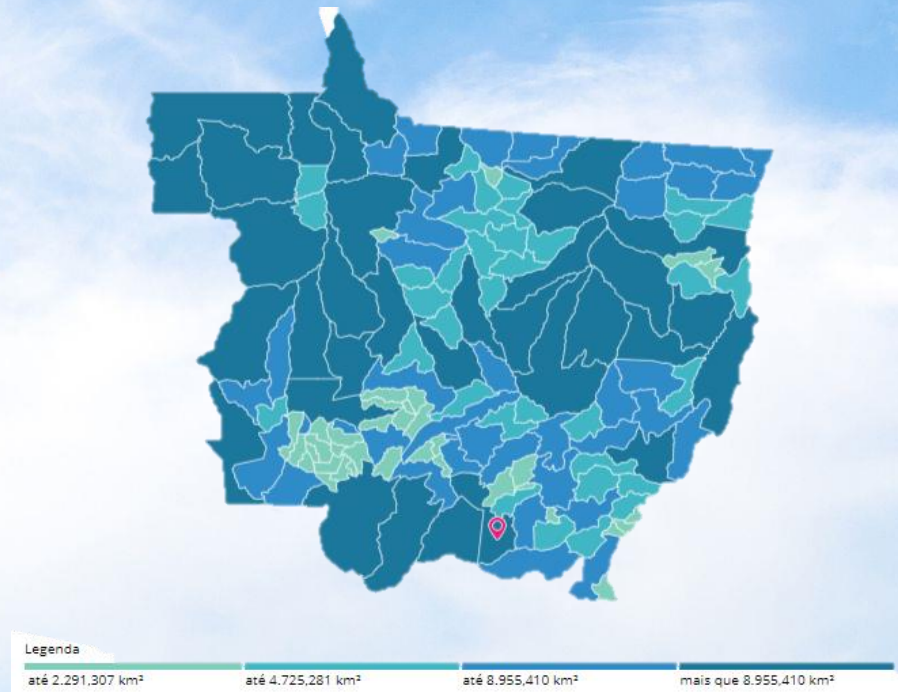 Legenda
até 2.291,307 km²
até 4.725,281 km²
até 8.955,410 km²
mais que 8.955,410 km²